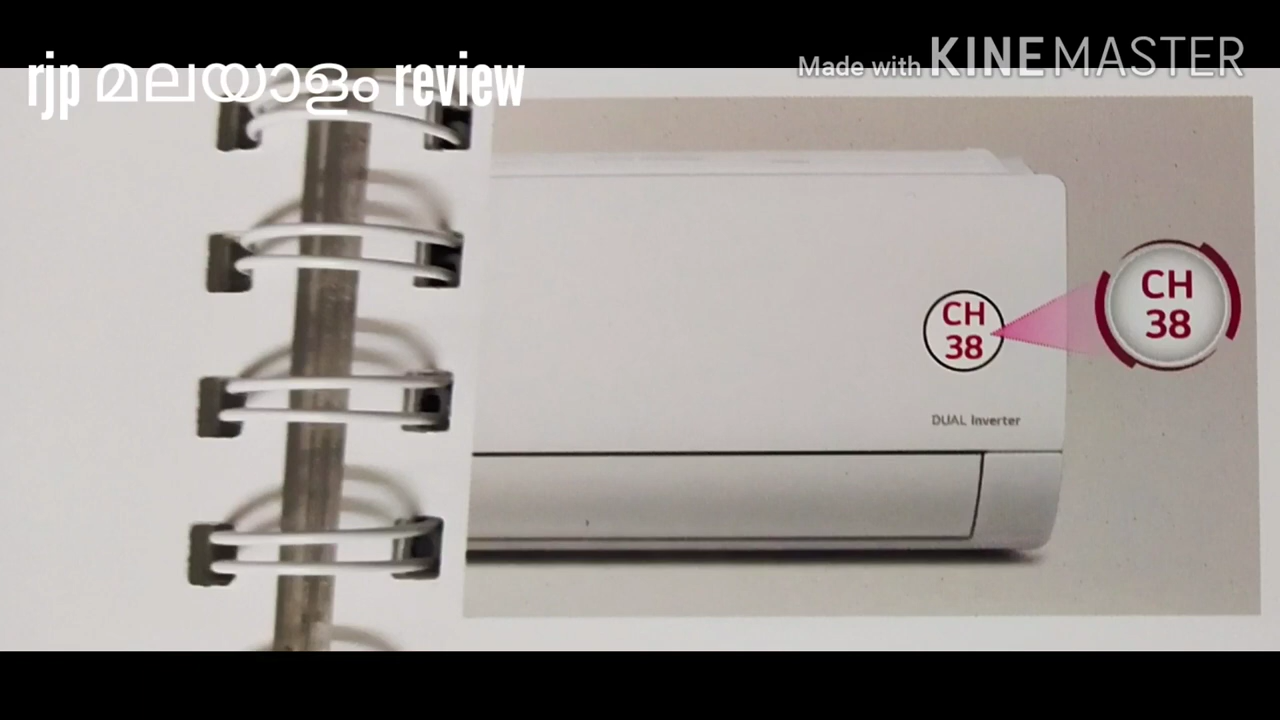 rjp മലയാളം review
Made with KINEMASTER
CH
38
CH
38
DUAL Inverter